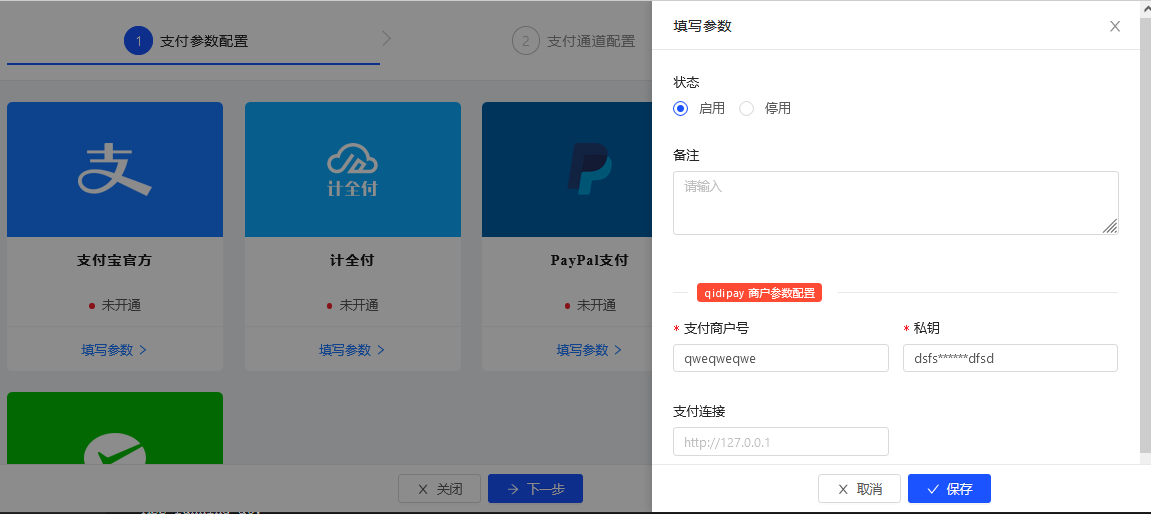 1 支付参数配置
2 支付通道配置
支
计全付
支付宝官方
计全付
PayPal支付
未开通
未开通
未开通
填写参数 >
填写参数 >
填写参数 >
× 关闭
→ 下一步
填写参数
状态
启用
停用
备注
请输入
qidipay 商户参数配置
* 支付商户号
* 私钥
qweqweqwe
dsfs******dfsd
支付连接
http://127.0.0.1
× 取消
✓ 保存